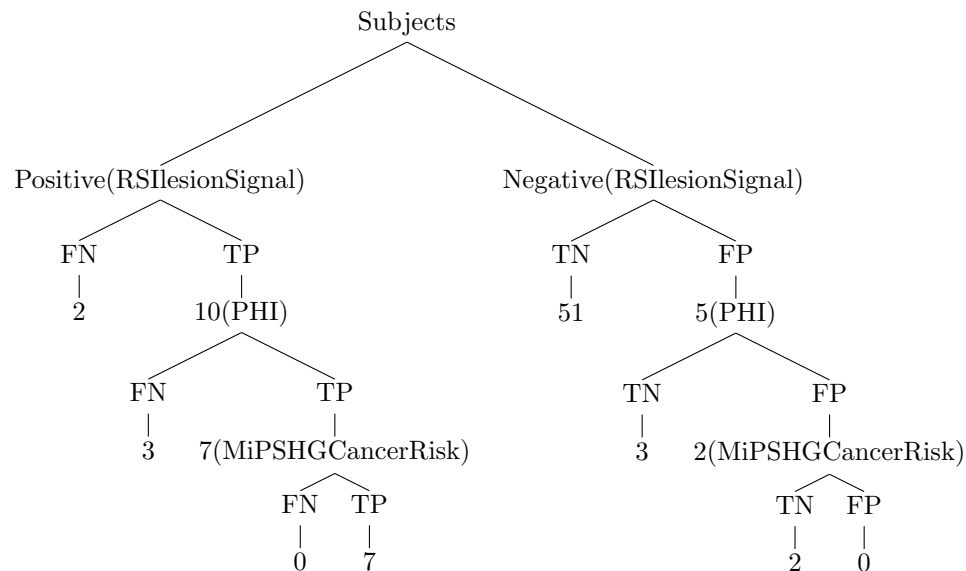 Subjects
Positive(RSIlesionSignal) Negative(RSIlesionSignal)
FN TP TN FP
2 10(PHI) 51 5(PHI)
FN TP TN FP
3 7(MiPSHGCancerRisk) 3 2(MiPSHGCancerRisk)
FN TP TN FP
0 7 2 0